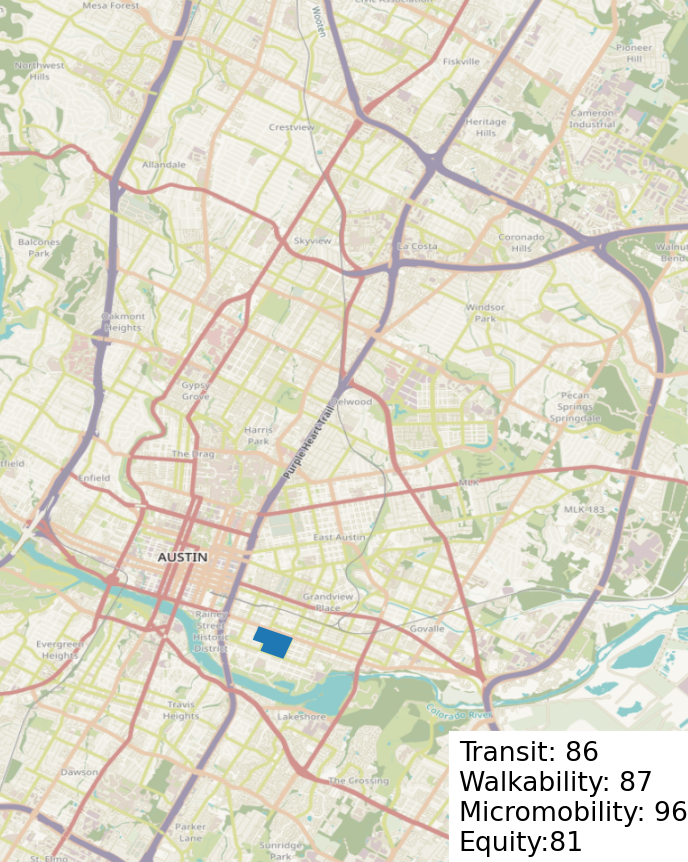 Mesa Forest
Wooten
Civic Association
Northwest
Hills
Fiskville
Pioneer
Hill
Crestview
Heritage
Hills
Cameron
Industrial
Allandale
Balcones
Park
Skyview
La Costa
Coronado
Hills
Walnut
Bend
Oakmont
Heights
Windsor
Park
Gypsy
Grove
Delwood
Pecan
Springs
Springdale
Harris
Park
Purple Heart Trail
The Drag
tfield
Enfield
MLK
MLK 183
AUSTIN
East Austin
Grandview
Place
Rainey
Street
Historic
District
Govalle
Evergreen
Heights
Travis
Heights
Lakeshore
Colorado River
Dawson
The Crossing
Parker
Lane
Sunridge
Park
St. Elmo
Transit: 86
Walkability: 87
Micromobility: 96
Equity:81